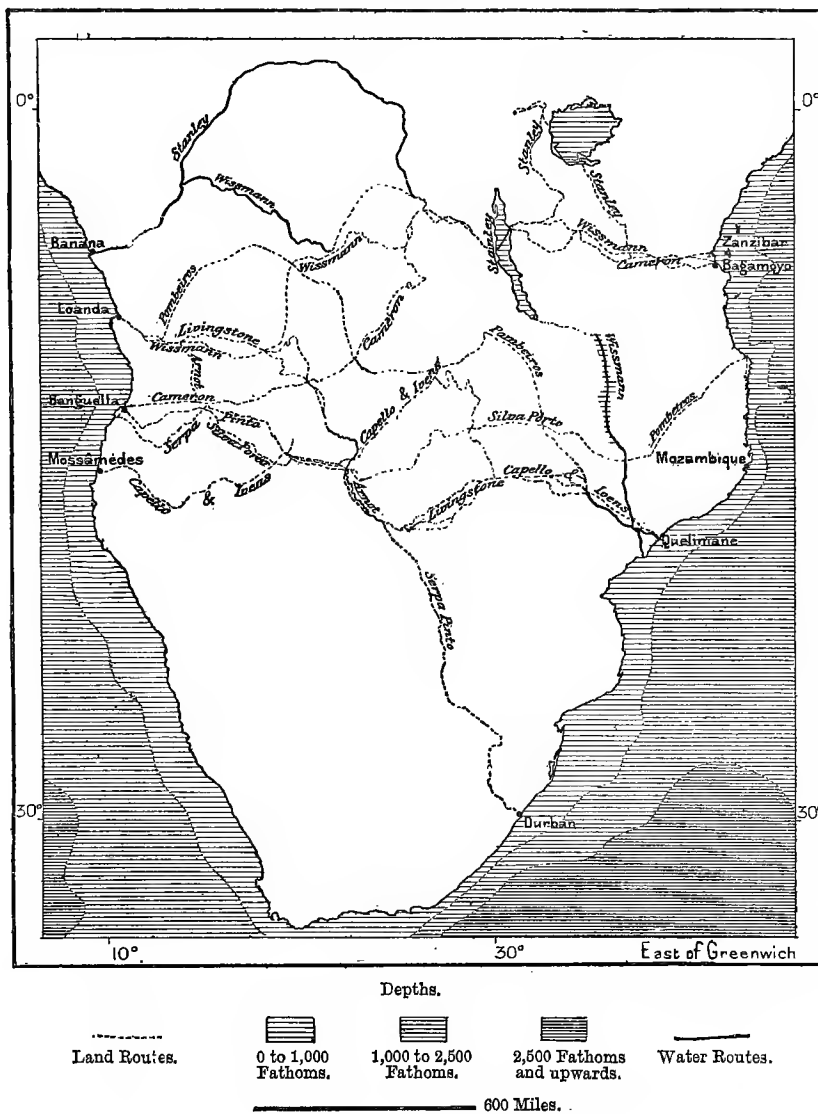 0°
0°
Stanley
Wissmann
Stanley
Stanley
Stanley
Banana
Wissmann
Zanzibar
Cameron
Bagamoyo
Pombeiros
Wissmann
Loanda
Livingstone
Wissmann
Cameron
Arnot
Capello & Ivens
Pombeiros
Wissmann
Benguella
Cameron
Serpa
Pinto
Silva Porto
Silva Porto
Pombeiros
Mossâmedes
Capello & Ivens
Arnot
Livingstone
Capello
Ivens
Mozambique
Quelimane
Serpa Pinto
30°
30°
Durban
10°
30°
East of Greenwich
Depths.
Land Routes.
0 to 1,000
Fathoms.
1,000 to 2,500
Fathoms.
2,500 Fathoms
and upwards.
Water Routes.
600 Miles.